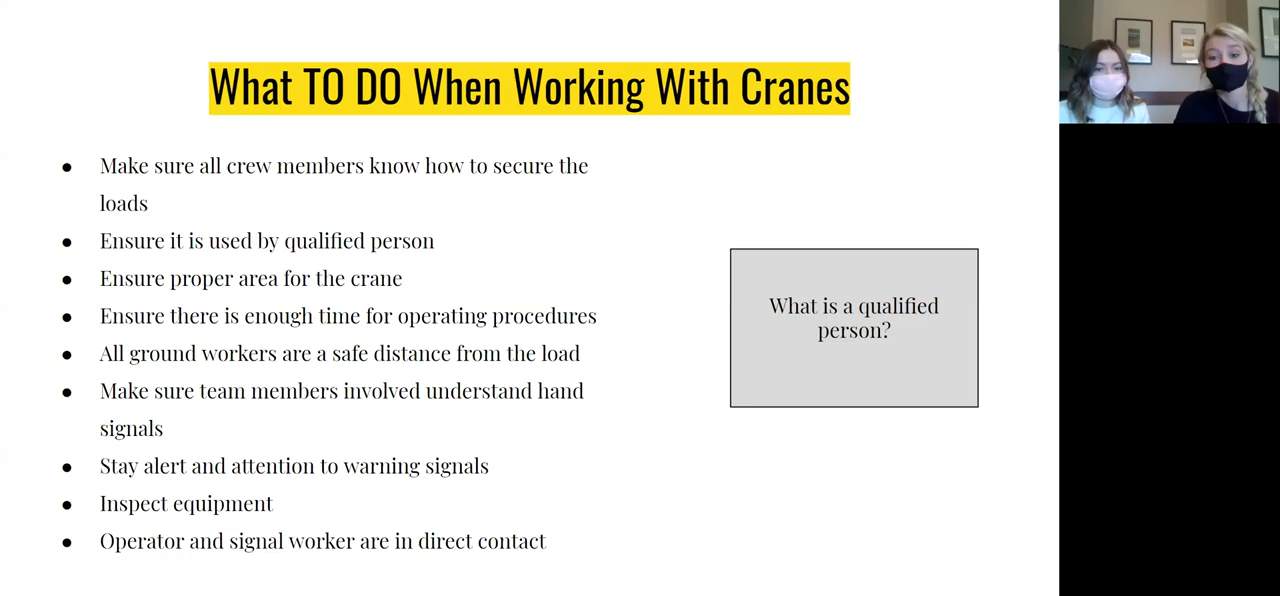 What TO DO When Working With Cranes
● Make sure all crew members know how to secure the
loads
● Ensure it is used by qualified person
● Ensure proper area for the crane
● Ensure there is enough time for operating procedures
● All ground workers are a safe distance from the load
● Make sure team members involved understand hand
signals
● Stay alert and attention to warning signals
● Inspect equipment
● Operator and signal worker are in direct contact
What is a qualified
person?